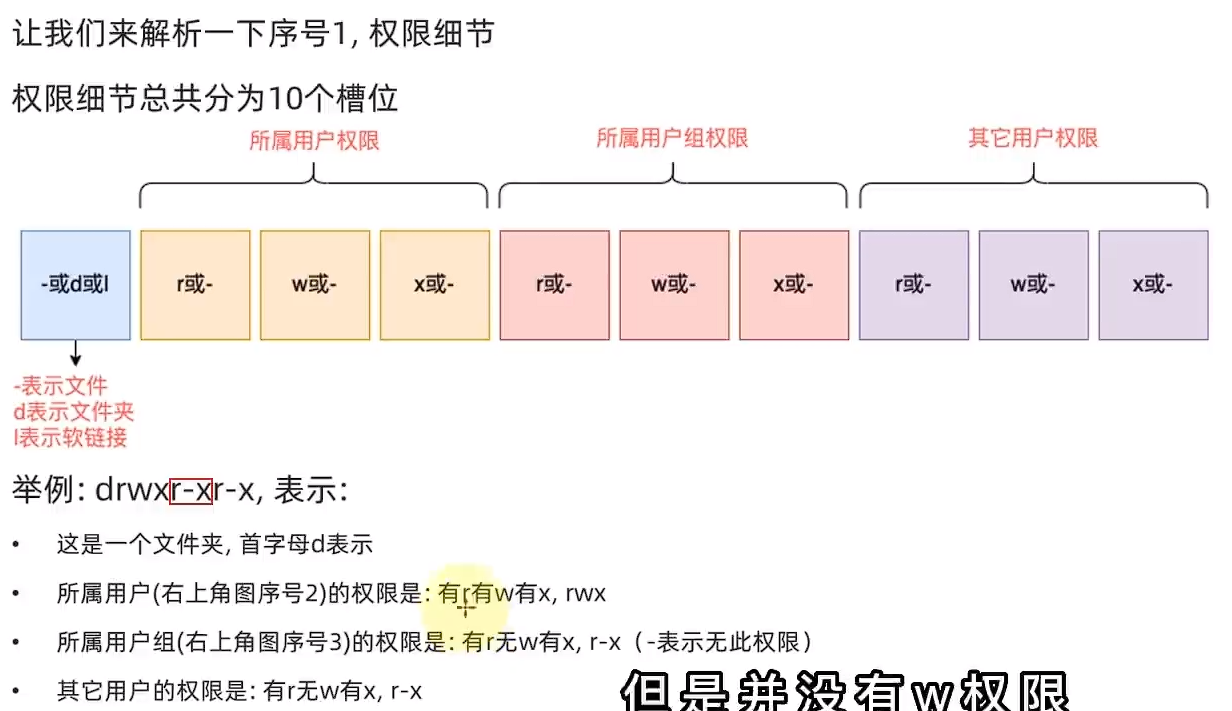 让我们来解析一下序号1, 权限细节
权限细节总共分为10个槽位
所属用户权限 所属用户组权限 其它用户权限
-或d或l r或- w或- x或- r或- w或- x或- r或- w或- x或-
-表示文件
d表示文件夹
l表示软链接
举例: drwxr-xr-x, 表示:
• 这是一个文件夹, 首字母d表示
• 所属用户(右上角图序号2)的权限是: 有r有w有x, rwx
• 所属用户组(右上角图序号3)的权限是: 有r无w有x, r-x（-表示无此权限）
• 其它用户的权限是: 有r无w有x, r-x
但是并没有w权限